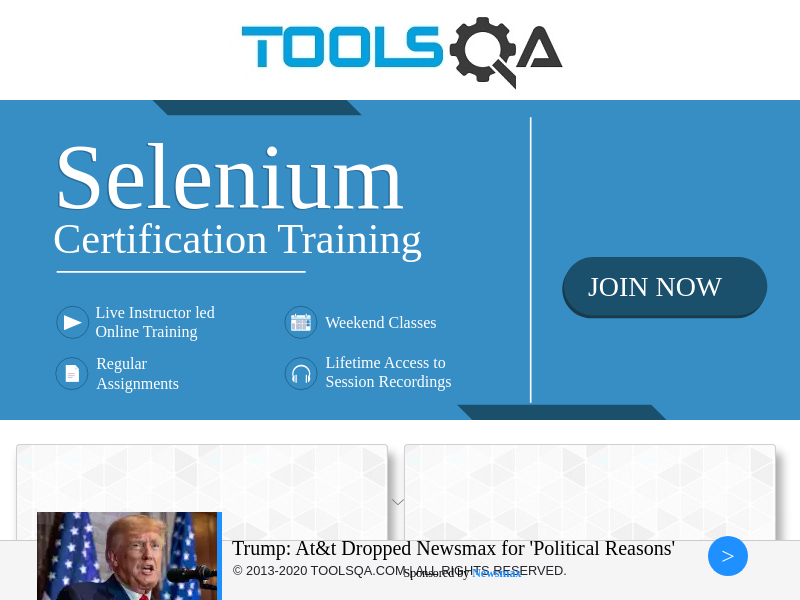 TOOLSQA
Selenium
Certification Training
Live Instructor led
Online Training
Weekend Classes
Regular
Assignments
Lifetime Access to
Session Recordings
JOIN NOW
Trump: At&t Dropped Newsmax for 'Political Reasons'
>
© 2013-2020 TOOLSQA.COM | ALL RIGHTS RESERVED.
Sponsored by Newsmax